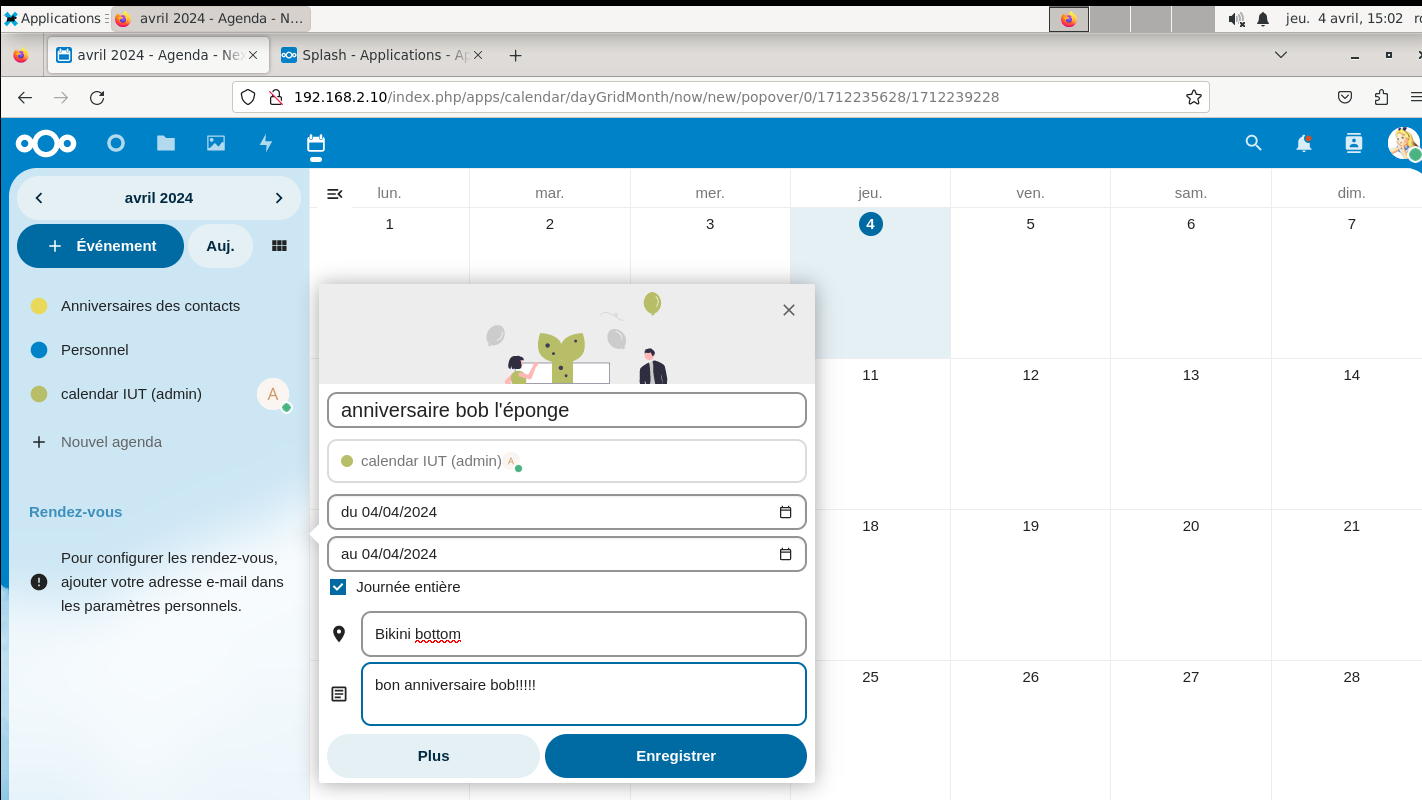 Applications
avril 2024 - Agenda - N...
jeu. 4 avril, 15:02
avril 2024 - Agenda - Nex
Splash - Applications - Ap
192.168.2.10/index.php/apps/calendar/dayGridMonth/now/new/popover/0/1712235628/1712239228
avril 2024
Événement
Auj.
Anniversaires des contacts
Personnel
calendar IUT (admin)
A
Nouvel agenda
Rendez-vous
Pour configurer les rendez-vous,
ajouter votre adresse e-mail dans
les paramètres personnels.
lun. mar. mer. jeu. ven. sam. dim.
1 2 3 4 5 6 7
11 12 13 14
18 19 20 21
25 26 27 28
anniversaire bob l'éponge
calendar IUT (admin) A
du 04/04/2024
au 04/04/2024
Journée entière
Bikini bottom
bon anniversaire bob!!!!!
Plus
Enregistrer